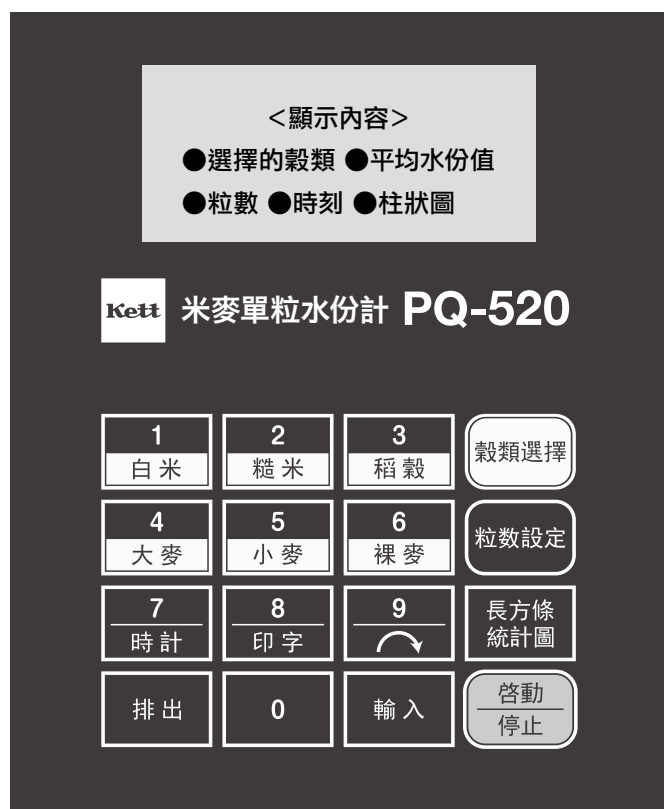 ＜顯示內容＞
●選擇的穀類 ●平均水份值
●粒數 ●時刻 ●柱狀圖
Kett 米麥單粒水份計 PQ-520
1 2 3 穀類選擇
白米 糙米 稻穀
4 5 6 粒数設定
大麥 小麥 裸麥
7 8 9 長方條
時計 印字 統計圖
排出 0 輸入 啓動
停止